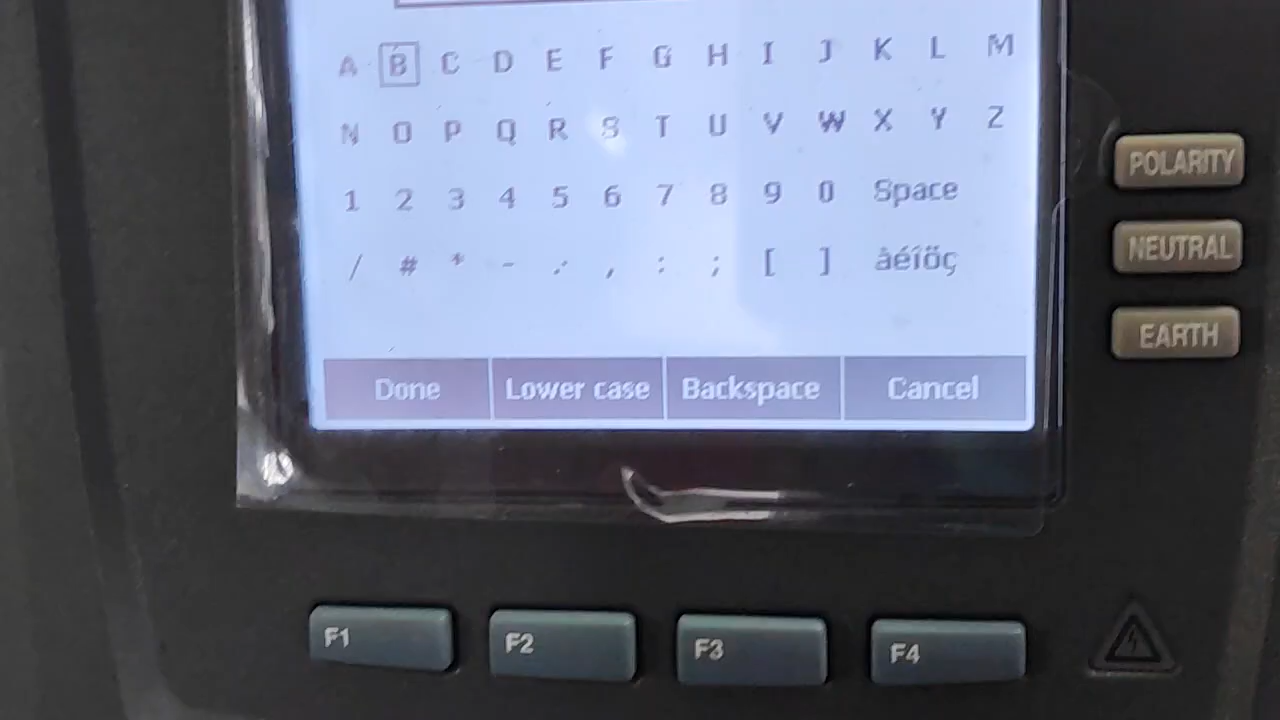 A B C D E F G H I J K L M
N O P Q R S T U V W X Y Z
1 2 3 4 5 6 7 8 9 0 Space
/ # * - . , : ; [ ] åéîöç
Done Lower case Backspace Cancel
POLARITY
NEUTRAL
EARTH
F1 F2 F3 F4